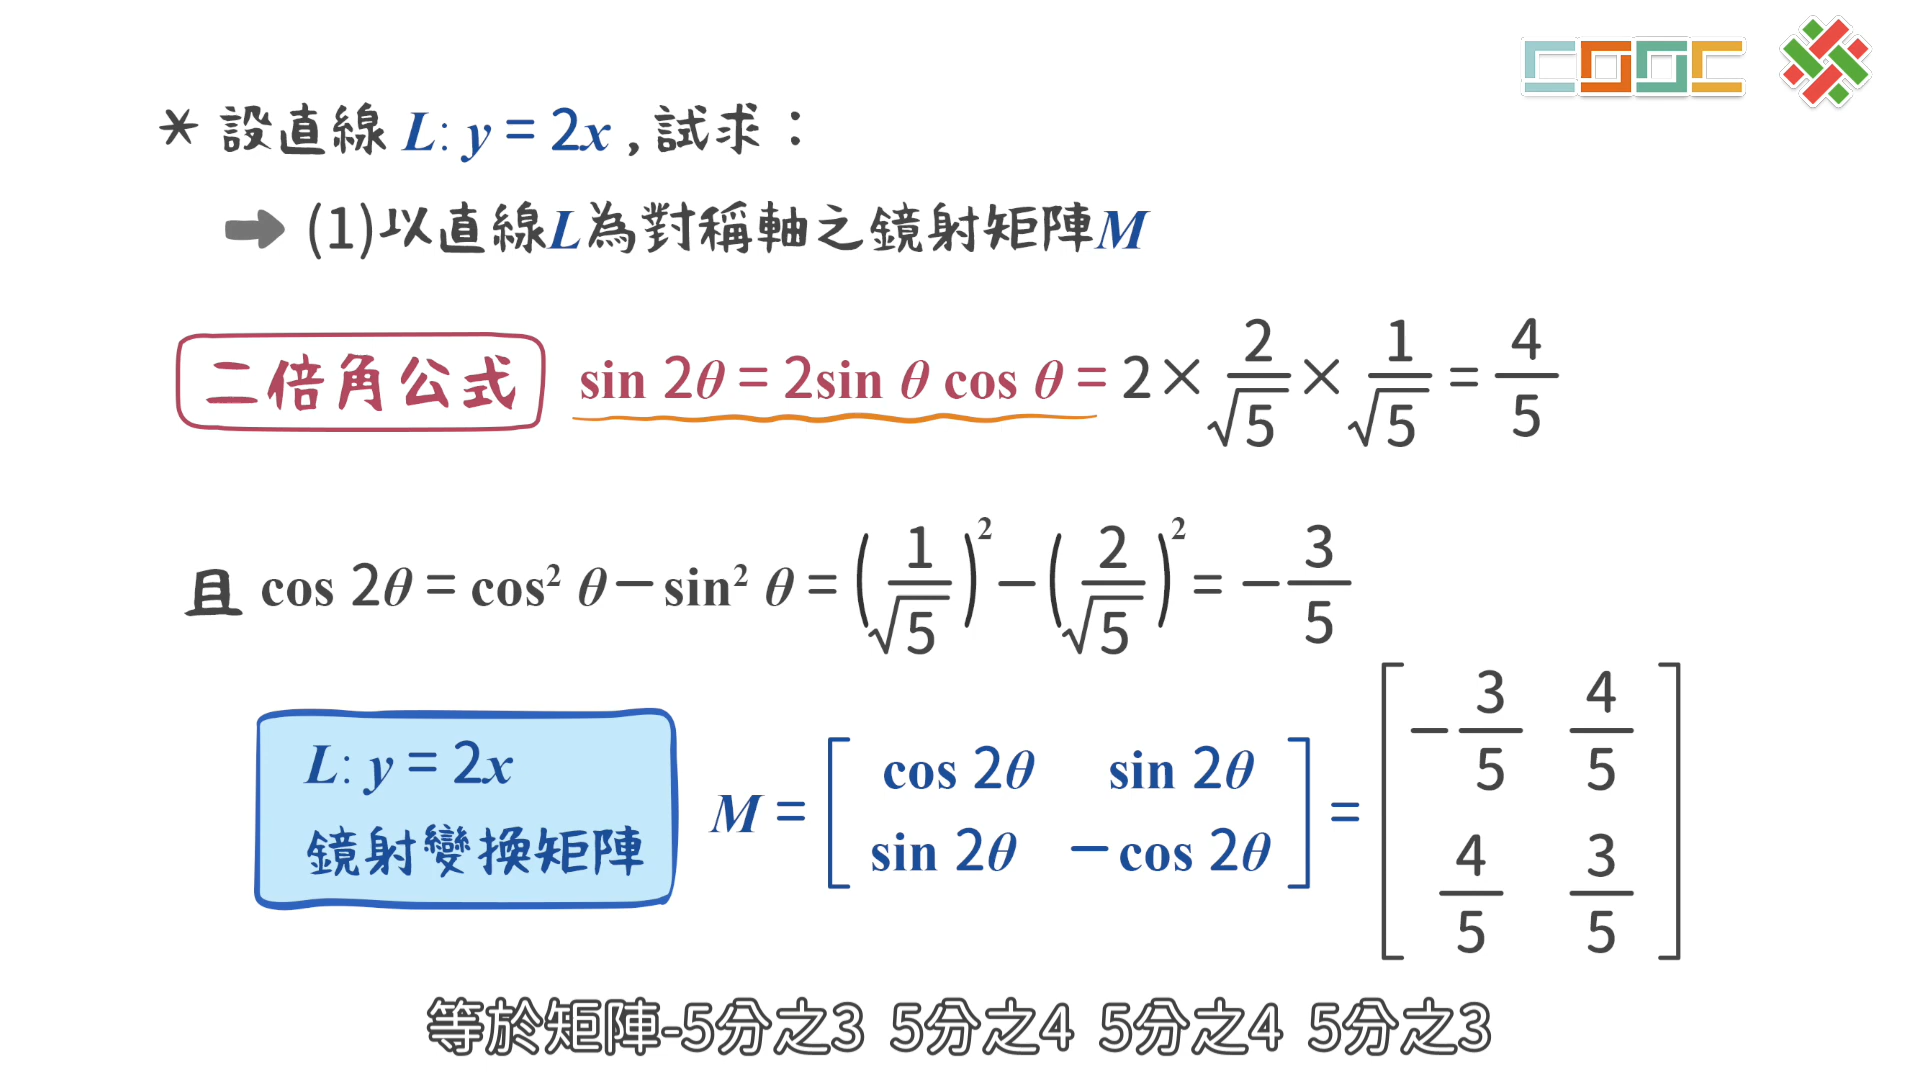 COOC
* 設直線 L: y = 2x , 試求：
➡ (1)以直線L為對稱軸之鏡射矩陣M
二倍角公式 sin 2θ = 2sin θ cos θ = 2 × 2/√5 × 1/√5 = 4/5
且 cos 2θ = cos² θ − sin² θ = (1/√5)² − (2/√5)² = − 3/5
L: y = 2x
鏡射變換矩陣
M = [ cos 2θ sin 2θ ; sin 2θ − cos 2θ ] = [ − 3/5 4/5 ; 4/5 3/5 ]
等於矩陣-5分之3 5分之4 5分之4 5分之3